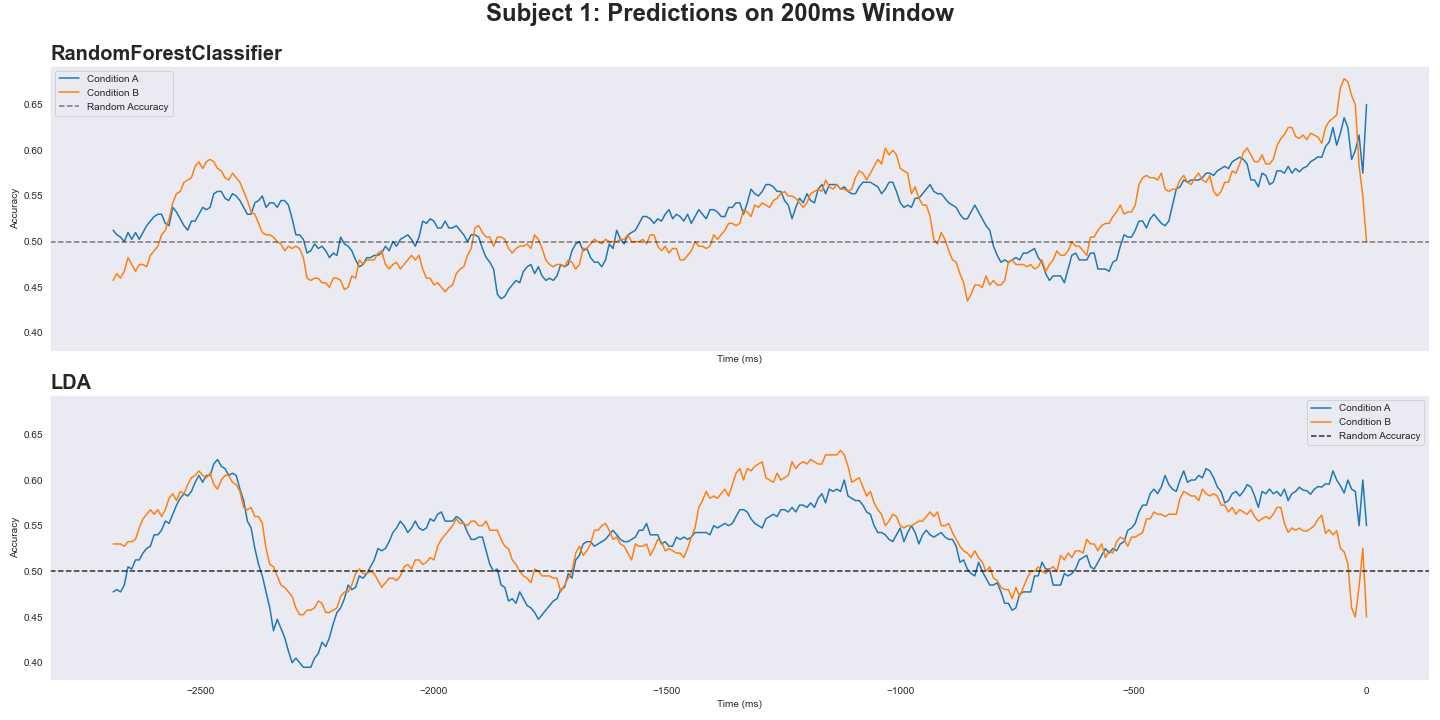 Subject 1: Predictions on 200ms Window
RandomForestClassifier
Condition A
Condition B
Random Accuracy
Accuracy
0.65
0.60
0.55
0.50
0.45
0.40
Time (ms)
LDA
Condition A
Condition B
Random Accuracy
Accuracy
0.65
0.60
0.55
0.50
0.45
0.40
−2500 −2000 −1500 −1000 −500 0
Time (ms)